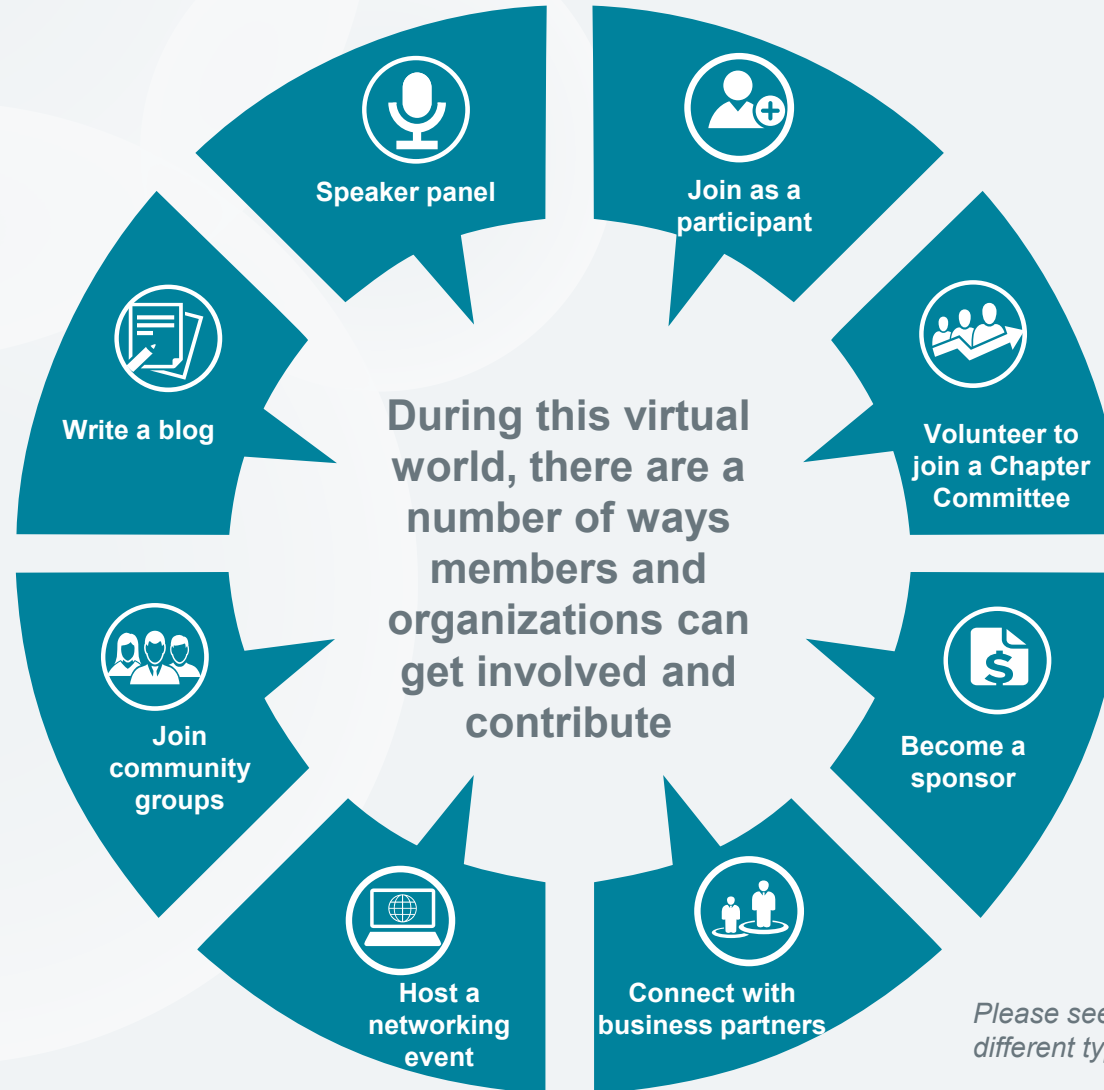 Speaker panel
Join as a
participant
Write a blog
Volunteer to
join a Chapter
Committee
During this virtual
world, there are a
number of ways
members and
organizations can
get involved and
contribute
Join
community
groups
Become a
sponsor
Host a
networking
event
Connect with
business partners
Please see
different